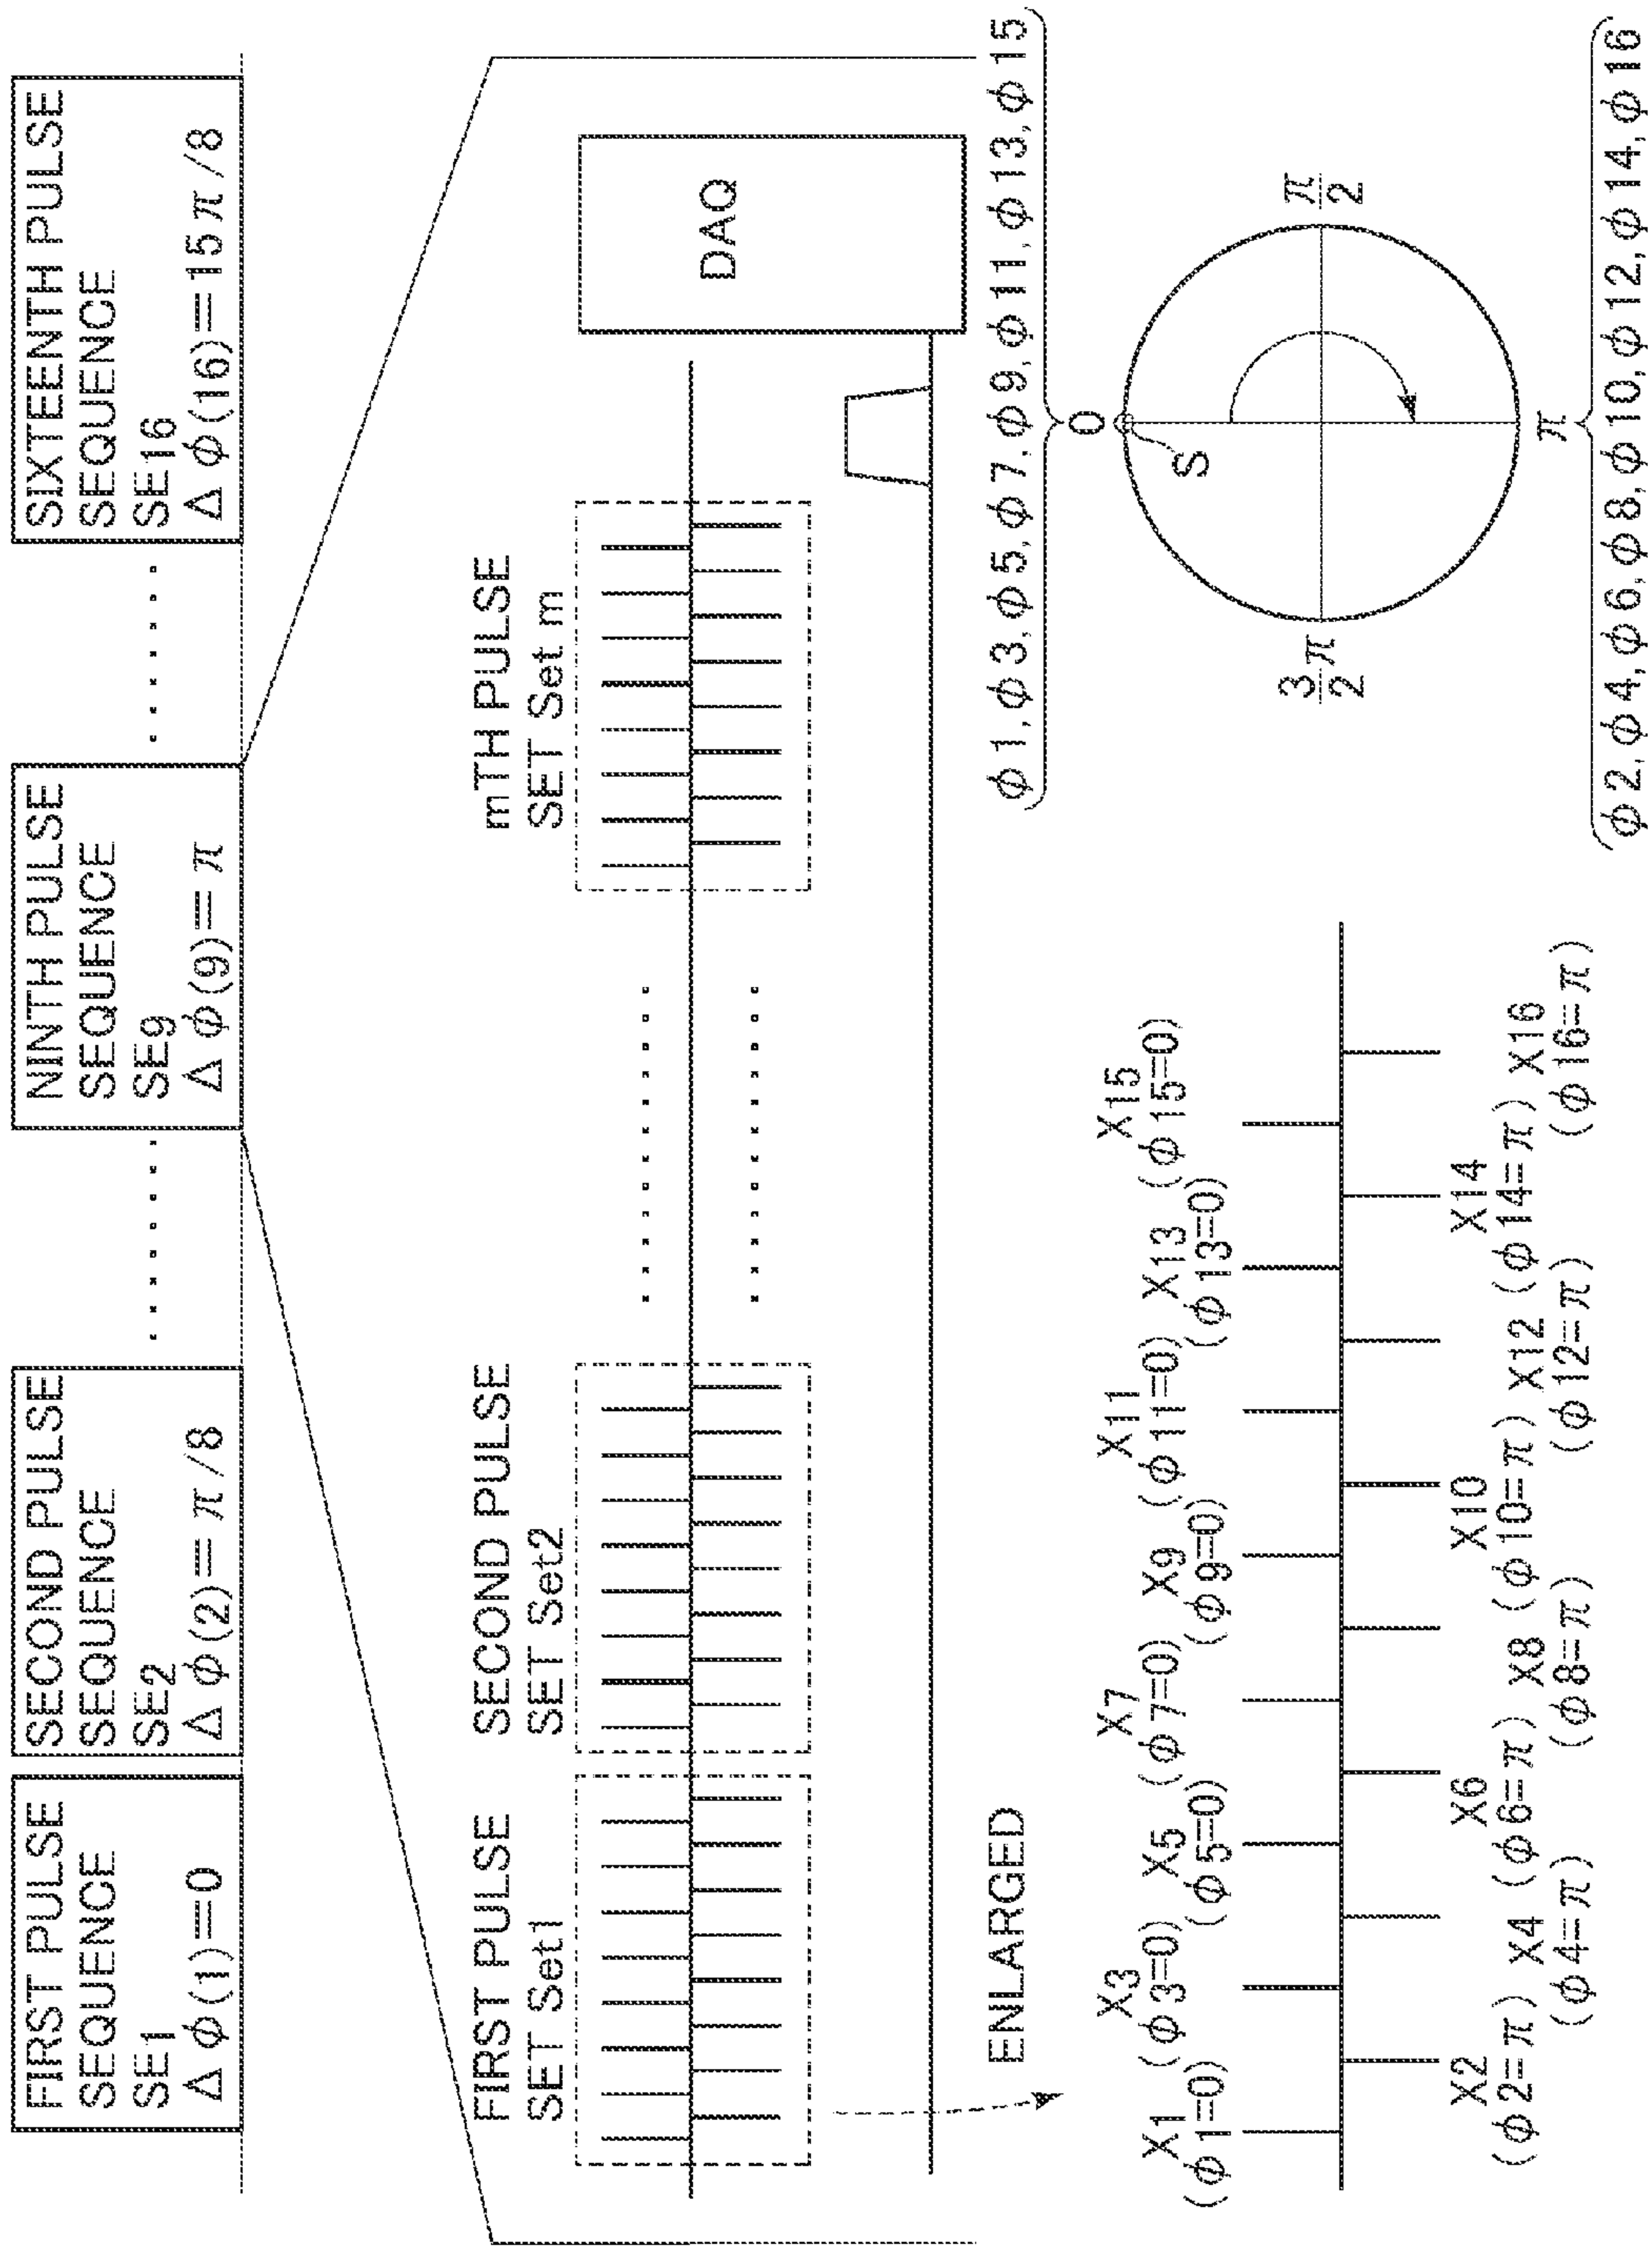 FIRST PULSE
SEQUENCE
SE1
Δφ(1)=0
SECOND PULSE
SEQUENCE
SE2
Δφ(2)=π/8
······
NINTH PULSE
SEQUENCE
SE9
Δφ(9)=π
······
SIXTEENTH PULSE
SEQUENCE
SE16
Δφ(16)=15π/8
FIRST PULSE
SET Set1
SECOND PULSE
SET Set2
mTH PULSE
SET Set m
DAQ
ENLARGED
X1
(φ1=0)
X3
(φ3=0)
X5
(φ5=0)
X7
(φ7=0)
X9
(φ9=0)
X11
(φ11=0)
X13
(φ13=0)
X15
(φ15=0)
X2
(φ2=π)
X4
(φ4=π)
X6
(φ6=π)
X8
(φ8=π)
X10
(φ10=π)
X12
(φ12=π)
X14
(φ14=π)
X16
(φ16=π)
φ1,φ3,φ5,φ7,φ9,φ11,φ13,φ15
0
S
π/2
3π/2
π
φ2,φ4,φ6,φ8,φ10,φ12,φ14,φ16